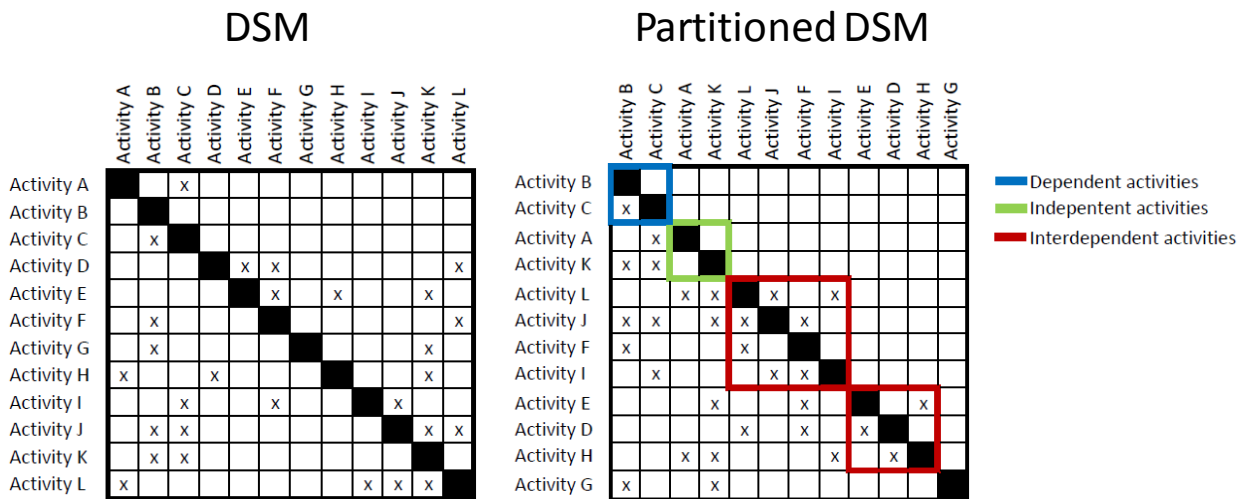 DSM
Activity A Activity B Activity C Activity D Activity E Activity F Activity G Activity H Activity I Activity J Activity K Activity L
Activity A x
Activity B
Activity C x
Activity D x x x
Activity E x x x
Activity F x x
Activity G x x
Activity H x x x
Activity I x x x
Activity J x x x x
Activity K x x
Activity L x x x x
Partitioned DSM
Activity B Activity C Activity A Activity K Activity L Activity J Activity F Activity I Activity E Activity D Activity H Activity G
Activity B
Activity C x
Activity A x
Activity K x x
Activity L x x x x
Activity J x x x x x
Activity F x x
Activity I x x x
Activity E x x x
Activity D x x x
Activity H x x x x
Activity G x x
Dependent activities
Indepentent activities
Interdependent activities